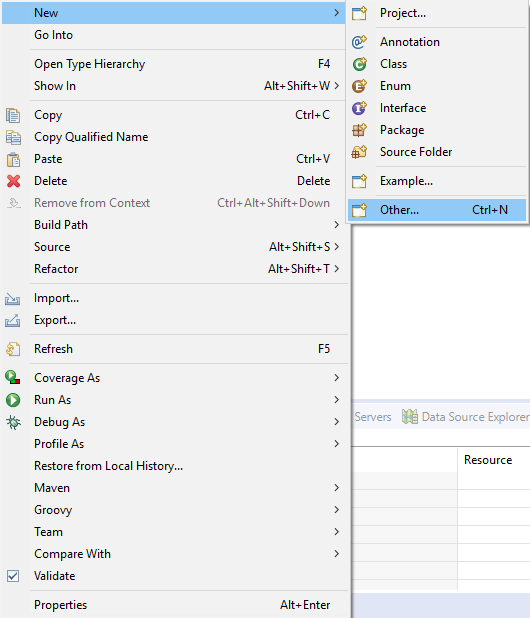 New
Go Into
Open Type Hierarchy F4
Show In Alt+Shift+W
Copy Ctrl+C
Copy Qualified Name
Paste Ctrl+V
Delete Delete
Remove from Context Ctrl+Alt+Shift+Down
Build Path
Source Alt+Shift+S
Refactor Alt+Shift+T
Import...
Export...
Refresh F5
Coverage As
Run As
Debug As
Profile As
Restore from Local History...
Maven
Groovy
Team
Compare With
Validate
Properties Alt+Enter
Project...
Annotation
Class
Enum
Interface
Package
Source Folder
Example...
Other... Ctrl+N
Servers Data Source Explorer
Resource